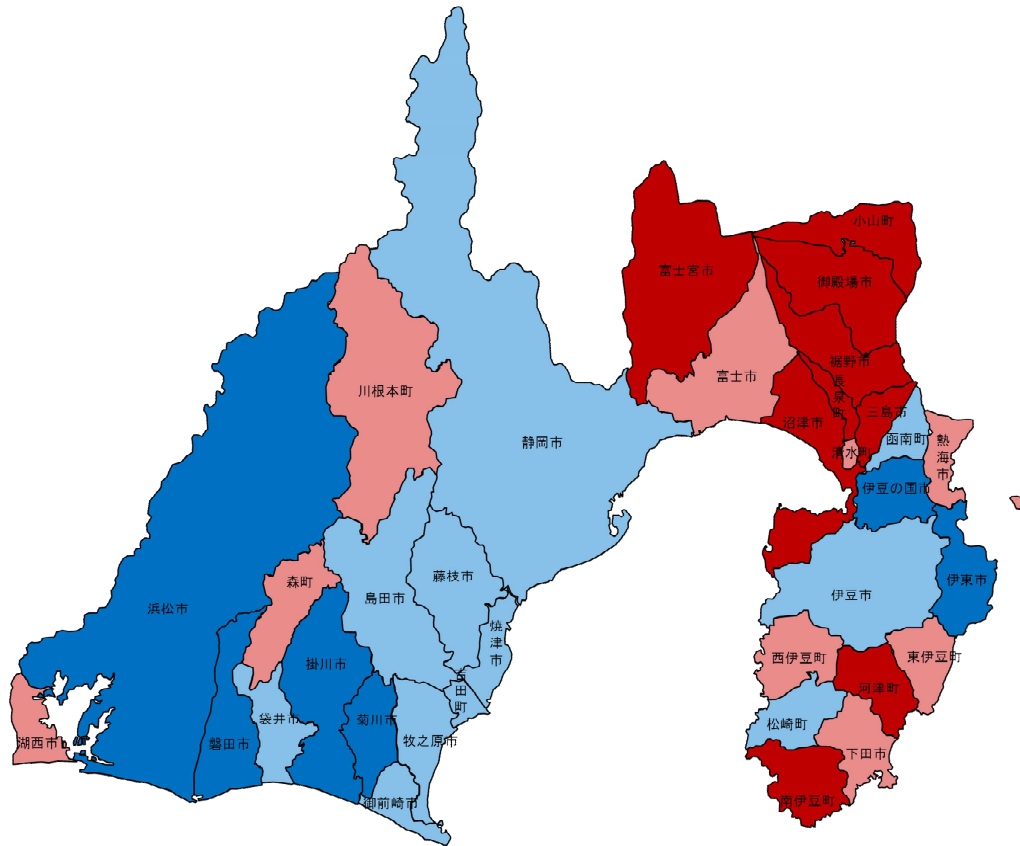 小山町
富士宮市
御殿場市
裾野市
富士市
長泉町
川根本町
沼津市
三島市
函南町
静岡市
清水町
熱海市
伊豆の国市
藤枝市
森町
島田市
伊東市
伊豆市
浜松市
焼津市
西伊豆町
東伊豆町
掛川市
吉田町
河津町
袋井市
菊川市
松崎町
湖西市
磐田市
牧之原市
下田市
御前崎市
南伊豆町